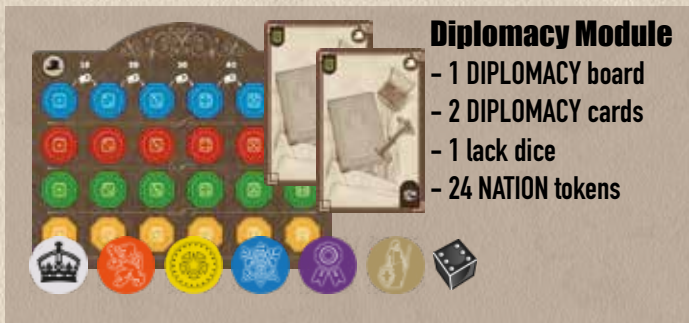 Diplomacy Module
- 1 DIPLOMACY board
- 2 DIPLOMACY cards
- 1 lack dice
- 24 NATION tokens